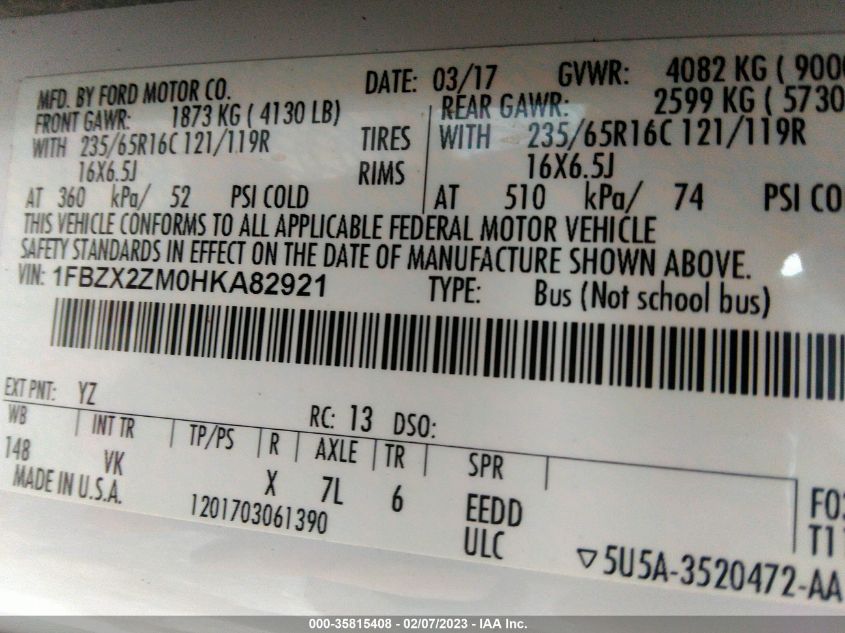 MFD. BY FORD MOTOR CO. DATE: 03/17 GVWR: 4082 KG ( 9000
FRONT GAWR: 1873 KG ( 4130 LB) REAR GAWR: 2599 KG ( 5730
WITH 235/65R16C 121/119R TIRES WITH 235/65R16C 121/119R
16X6.5J RIMS 16X6.5J
AT 360 kPa/ 52 PSI COLD AT 510 kPa/ 74 PSI CO
THIS VEHICLE CONFORMS TO ALL APPLICABLE FEDERAL MOTOR VEHICLE
SAFETY STANDARDS IN EFFECT ON THE DATE OF MANUFACTURE SHOWN ABOVE.
VIN: 1FBZX2ZM0HKA82921 TYPE: Bus (Not school bus)
EXT PNT: YZ RC: 13 DSO:
WB INT TR TP/PS R AXLE TR SPR
148 VK X 7L 6 EEDD
MADE IN U.S.A. 1201703061390 ULC
F0
T1
▽5U5A-3520472-AA
000-35815408 - 02/07/2023 - IAA Inc.